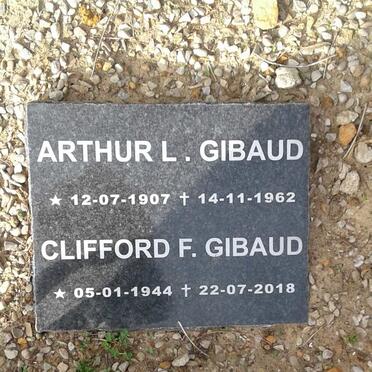 ARTHUR L . GIBAUD
★ 12-07-1907 ✝ 14-11-1962
CLIFFORD F. GIBAUD
★ 05-01-1944 ✝ 22-07-2018